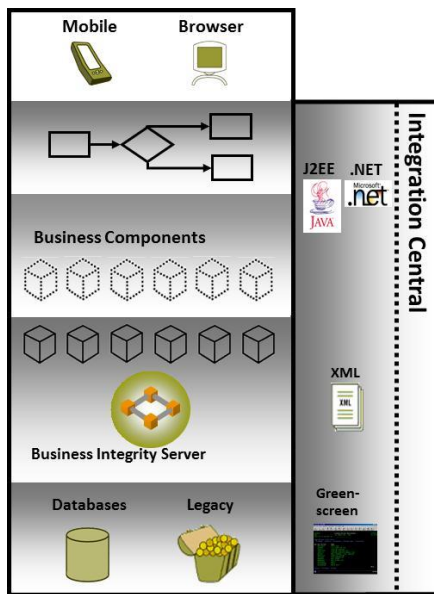 Mobile
Browser
J2EE
.NET
JAVA
Microsoft
.net
Integration Central
Business Components
XML
XML
Business Integrity Server
Databases
Legacy
Green-
screen